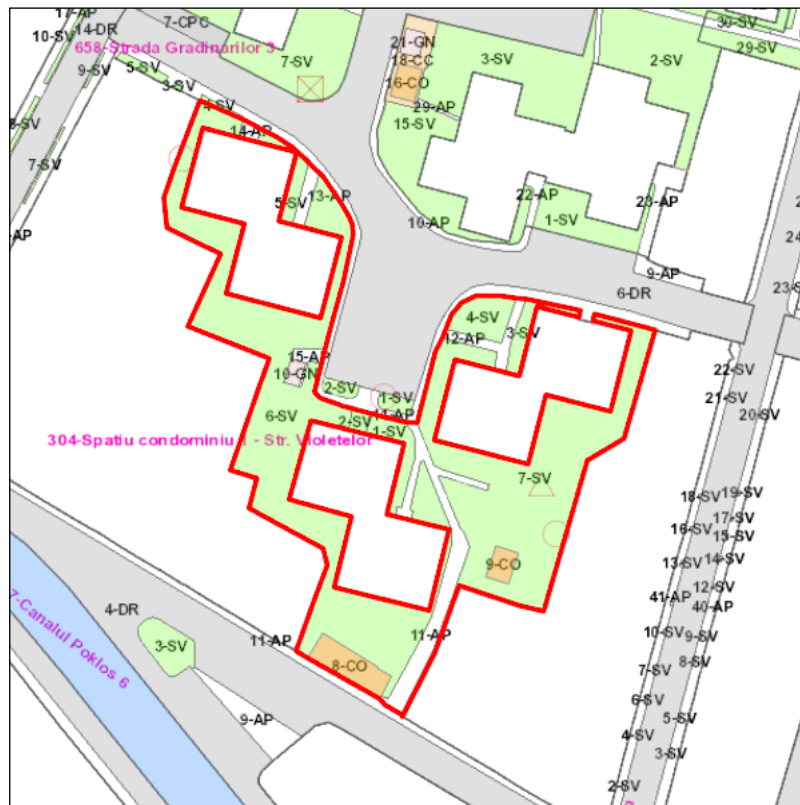 17-AP
7-CPC
30-SV
10-SV
14-DR
29-SV
658-Strada Gradinarilor 3
21-GN
5-SV
7-SV
18-CC
3-SV
2-SV
9-SV
3-SV
16-CO
4-SV
29-AP
14-AP
15-SV
7-SV
13-AP
22-AP
23-AP
5-SV
10-AP
1-SV
-AP
9-AP
6-DR
4-SV
3-SV
12-AP
15-AP
10-GN
22-SV
2-SV
1-SV
21-SV
6-SV
11-AP
20-SV
2-SV
1-SV
304-Spatiu condominiu 1 - Str. Violetelor
7-SV
18-SV
19-SV
17-SV
16-SV
15-SV
9-CO
13-SV
14-SV
12-SV
41-AP
40-AP
7-Canalul Poklos 6
4-DR
11-AP
11-AP
10-SV
9-SV
3-SV
8-CO
7-SV
8-SV
6-SV
9-AP
5-SV
4-SV
3-SV
2-SV